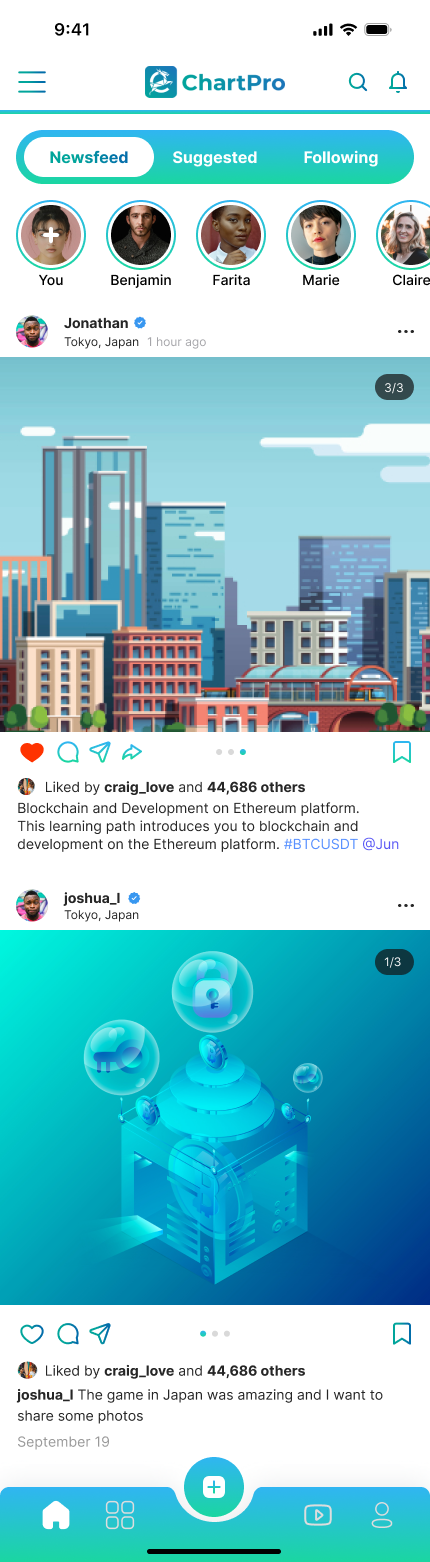 9:41
ChartPro
Newsfeed Suggested Following
You Benjamin Farita Marie Claire
Jonathan
Tokyo, Japan 1 hour ago
3/3
Liked by craig_love and 44,686 others
Blockchain and Development on Ethereum platform.
This learning path introduces you to blockchain and
development on the Ethereum platform. #BTCUSDT @Jun
joshua_l
Tokyo, Japan
1/3
Liked by craig_love and 44,686 others
joshua_l The game in Japan was amazing and I want to
share some photos
September 19